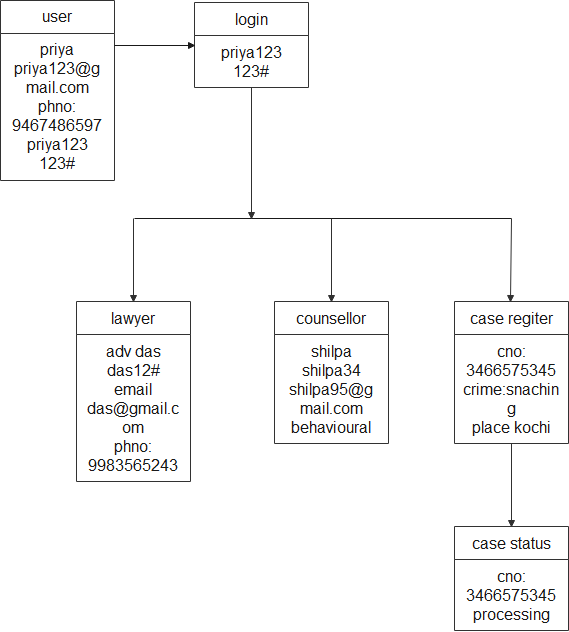 user
priya
priya123@g
mail.com
phno:
9467486597
priya123
123#
login
priya123
123#
lawyer
adv das
das12#
email
das@gmail.c
om
phno:
9983565243
counsellor
shilpa
shilpa34
shilpa95@g
mail.com
behavioural
case regiter
cno:
3466575345
crime:snachin
g
place kochi
case status
cno:
3466575345
processing